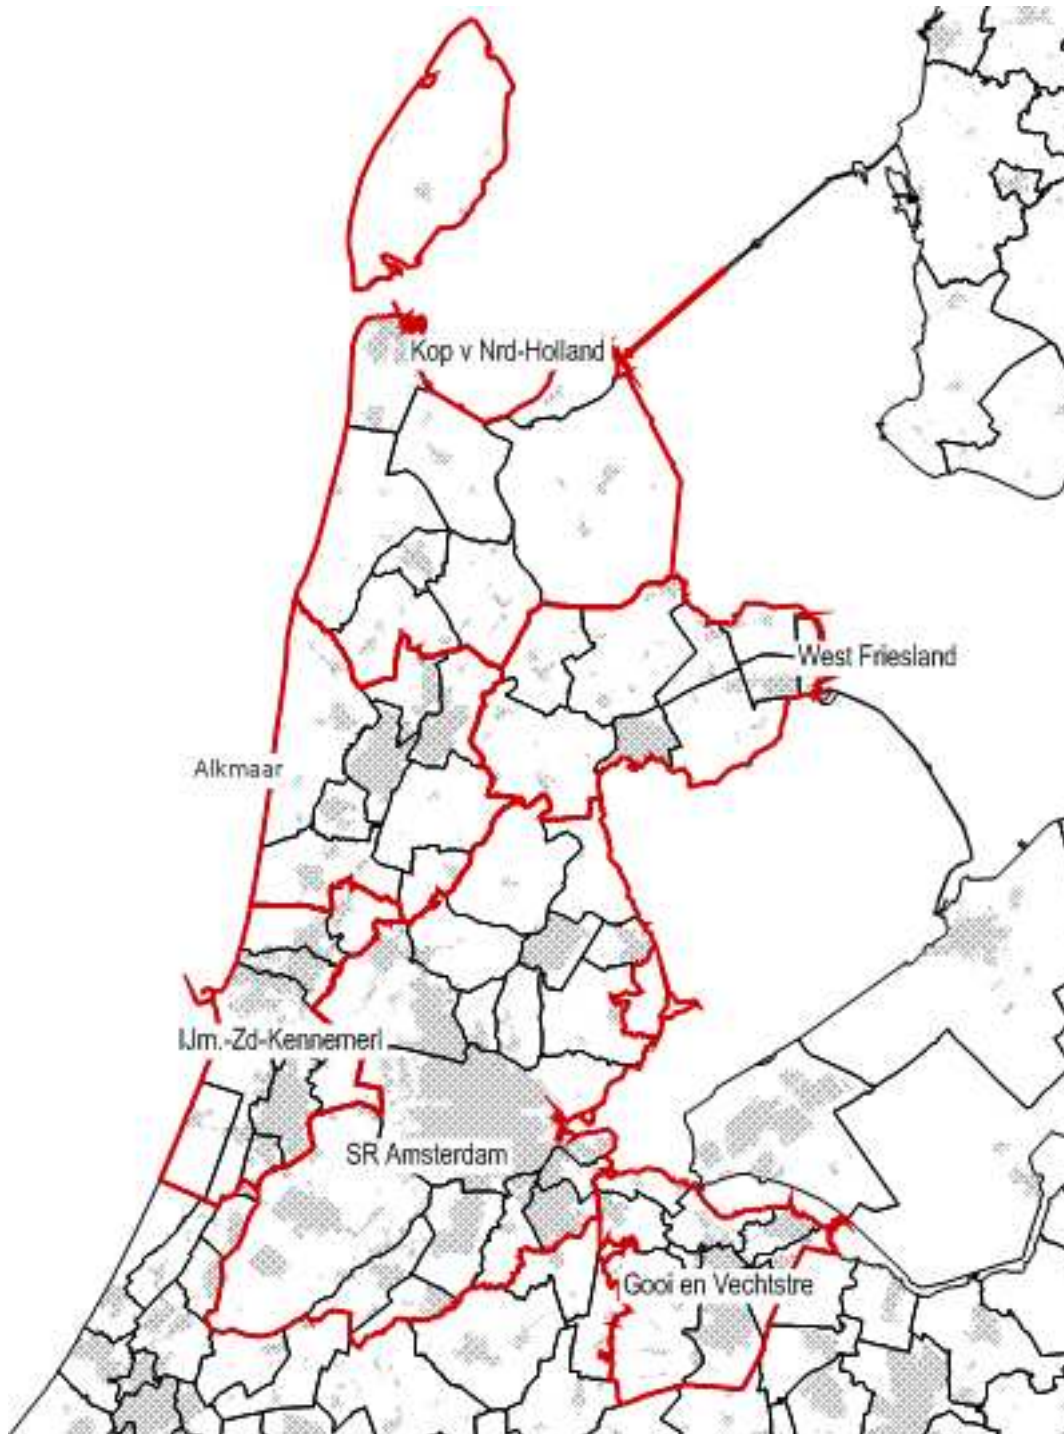 Kop v Nrd-Holland
West Friesland
Alkmaar
IJm.-Zd-Kennemerl
SR Amsterdam
Gooi en Vechtstre